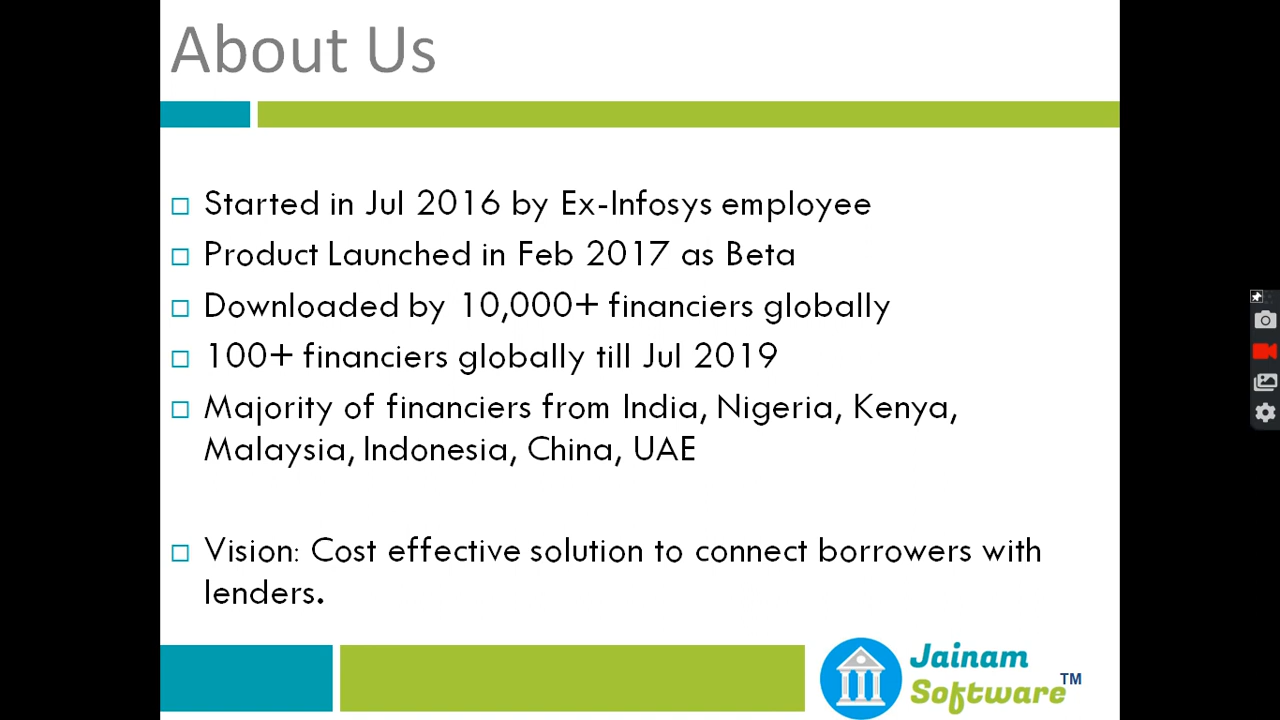 About Us
Started in Jul 2016 by Ex-Infosys employee
Product Launched in Feb 2017 as Beta
Downloaded by 10,000+ financiers globally
100+ financiers globally till Jul 2019
Majority of financiers from India, Nigeria, Kenya,
Malaysia, Indonesia, China, UAE
Vision: Cost effective solution to connect borrowers with
lenders.
Jainam
Software™